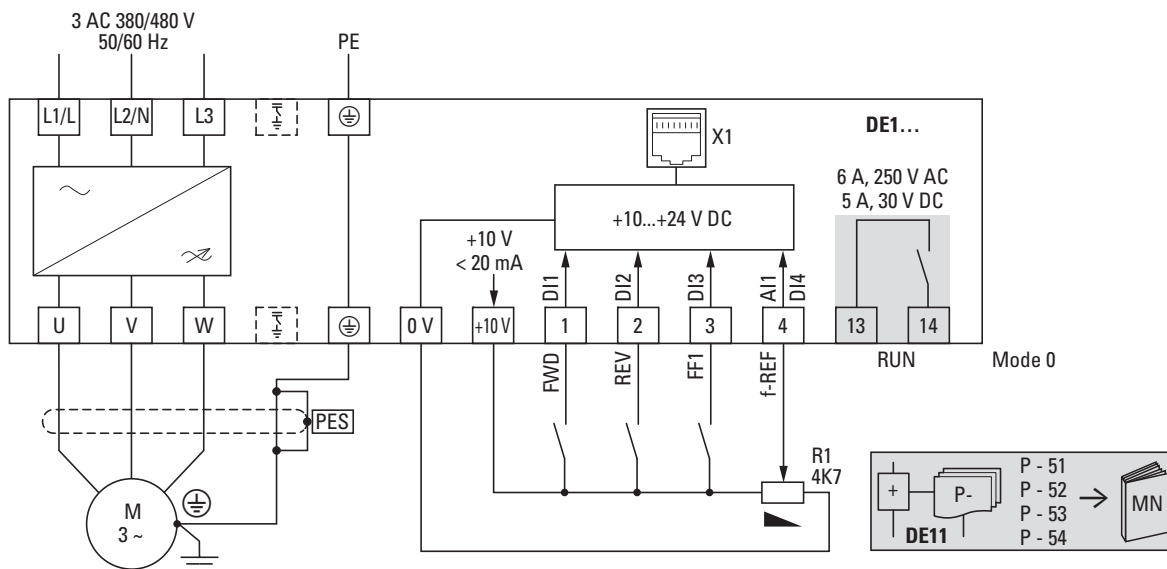 3 AC 380/480 V
50/60 Hz
PE
L1/L
L2/N
L3
X1
DE1...
6 A, 250 V AC
5 A, 30 V DC
+10...+24 V DC
+10 V
< 20 mA
DI1
DI2
DI3
AI1
DI4
U
V
W
0 V
+10 V
1
2
3
4
13
14
FWD
REV
FF1
f-REF
RUN
Mode 0
PES
R1
4K7
M
3 ~
+
P-
DE11
P - 51
P - 52
P - 53
P - 54
MN